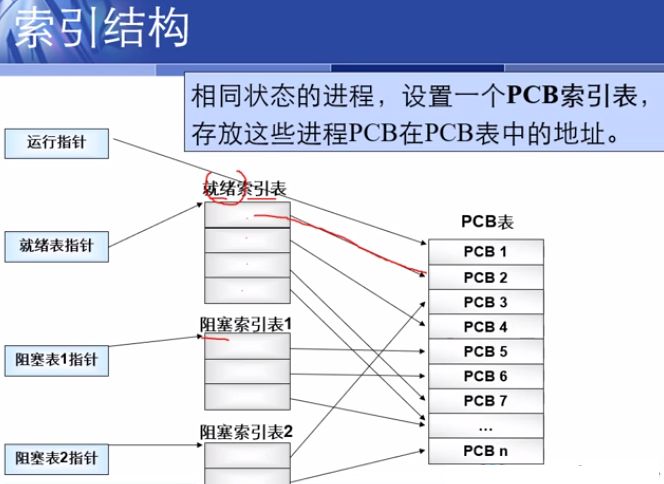 索引结构
相同状态的进程，设置一个PCB索引表，
存放这些进程PCB在PCB表中的地址。
运行指针
就绪索引表
PCB表
就绪表指针
PCB 1
PCB 2
PCB 3
PCB 4
PCB 5
PCB 6
PCB 7
...
PCB n
阻塞索引表1
阻塞表1指针
阻塞索引表2
阻塞表2指针